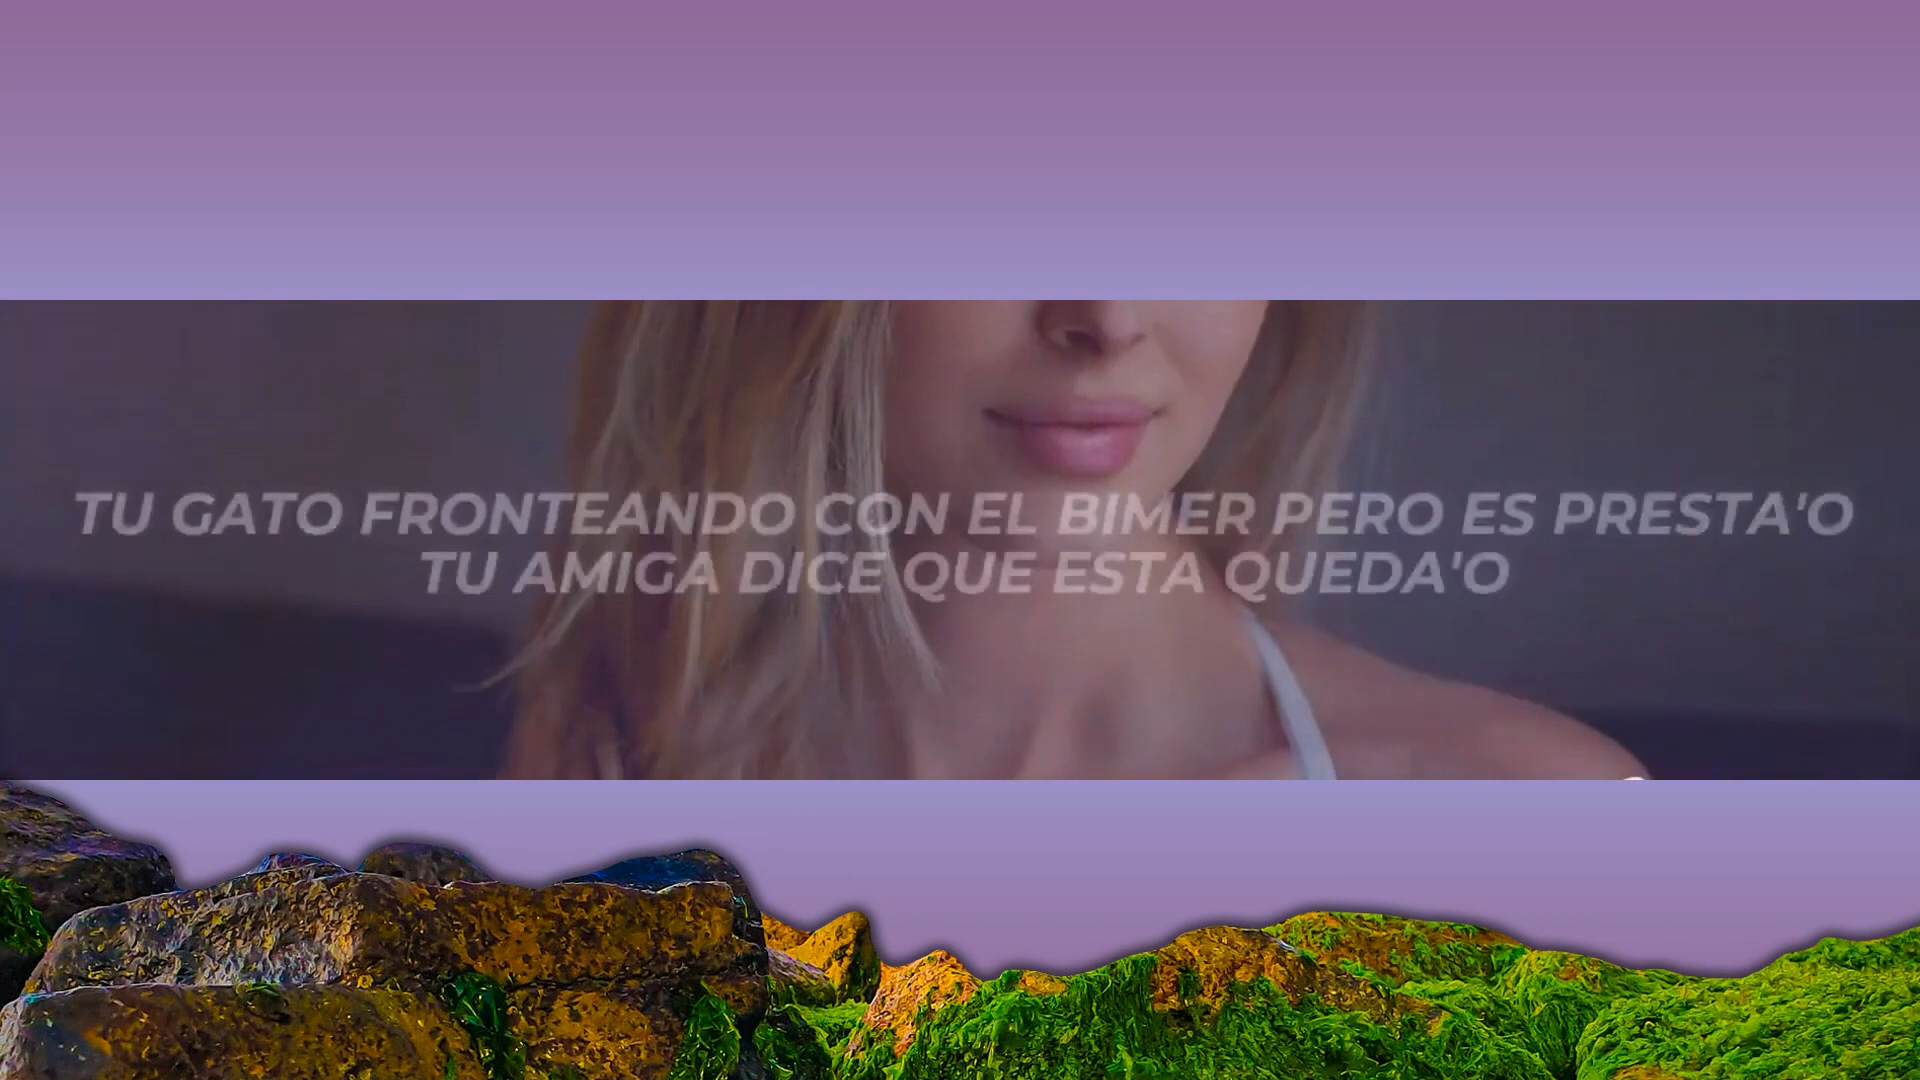 TU GATO FRONTEANDO CON EL BIMER PERO ES PRESTA'O
TU AMIGA DICE QUE ESTA QUEDA'O